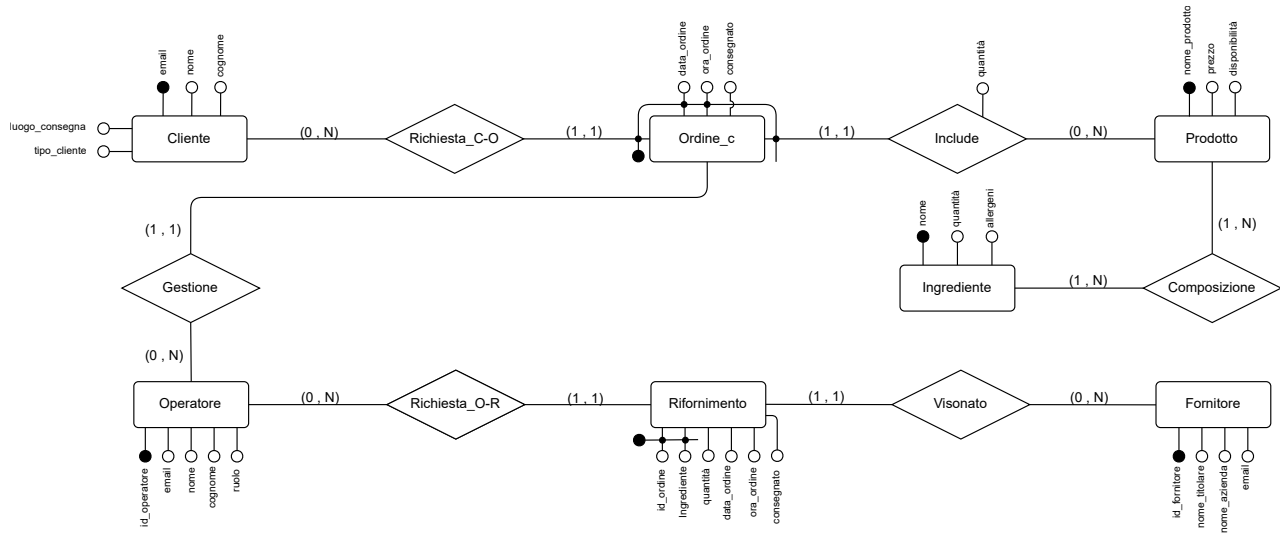 email
nome
cognome
luogo_consegna
tipo_cliente
Cliente
(0 , N)
Richiesta_C-O
(1 , 1)
data_ordine
ora_ordine
consegnato
Ordine_c
(1 , 1)
quantità
Include
(0 , N)
nome_prodotto
prezzo
disponibilità
Prodotto
(1 , 1)
Gestione
(0 , N)
nome
quantità
allergeni
Ingrediente
(1 , N)
Composizione
(1 , N)
Operatore
id_operatore
email
nome
cognome
ruolo
(0 , N)
Richiesta_O-R
(1 , 1)
Rifornimento
id_ordine
Ingrediente
quantità
data_ordine
ora_ordine
consegnato
(1 , 1)
Visonato
(0 , N)
Fornitore
id_fornitore
nome_titolare
nome_azienda
email